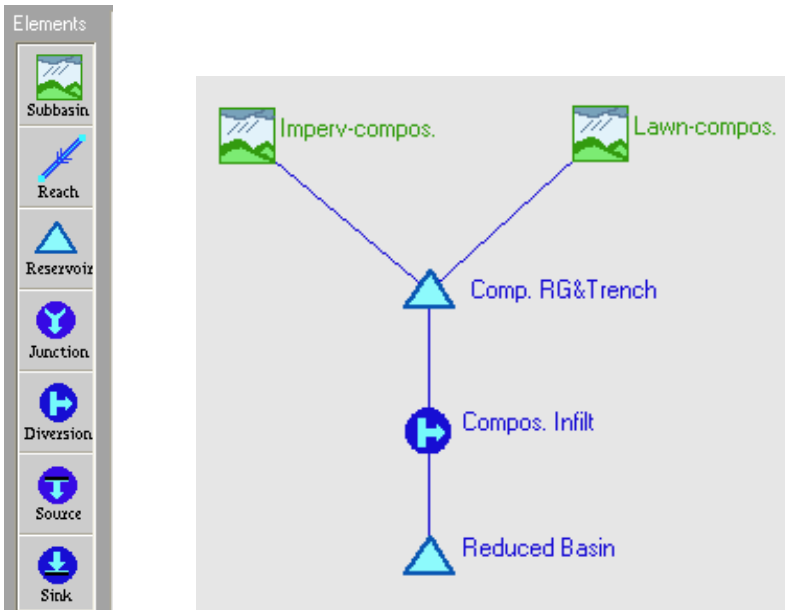 Elements
Subbasin
Reach
Reservoir
Junction
Diversion
Source
Sink
Imperv-compos.
Lawn-compos.
Comp. RG&Trench
Compos. Infilt
Reduced Basin